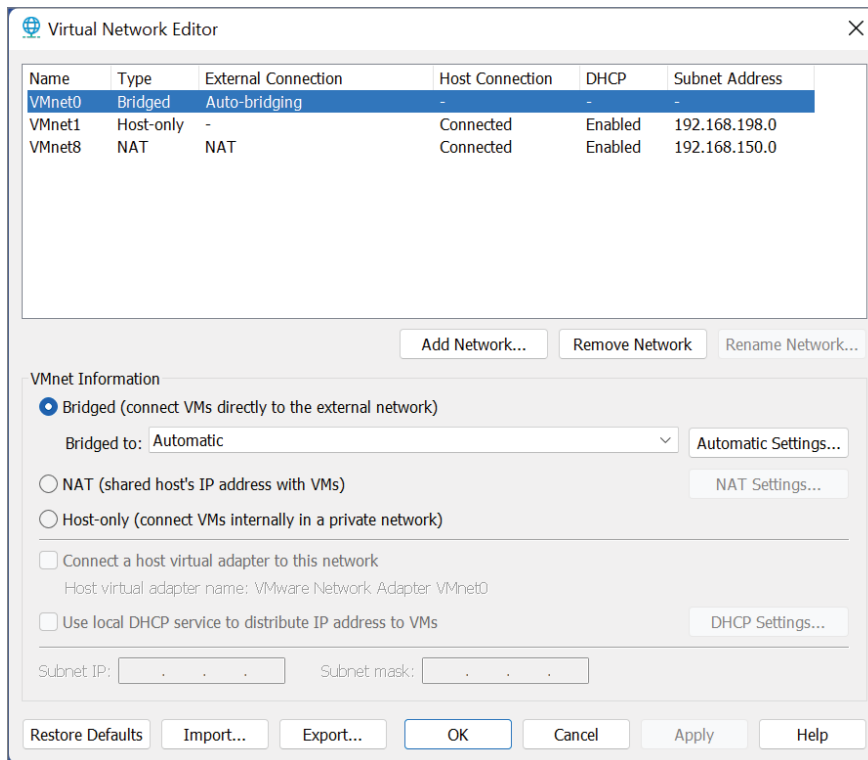 Virtual Network Editor
Name Type External Connection Host Connection DHCP Subnet Address
VMnet0 Bridged Auto-bridging - - -
VMnet1 Host-only - Connected Enabled 192.168.198.0
VMnet8 NAT NAT Connected Enabled 192.168.150.0
Add Network... Remove Network Rename Network...
VMnet Information
Bridged (connect VMs directly to the external network)
Bridged to: Automatic Automatic Settings...
NAT (shared host's IP address with VMs) NAT Settings...
Host-only (connect VMs internally in a private network)
Connect a host virtual adapter to this network
Host virtual adapter name: VMware Network Adapter VMnet0
Use local DHCP service to distribute IP address to VMs DHCP Settings...
Subnet IP: . . . Subnet mask: . . .
Restore Defaults Import... Export... OK Cancel Apply Help